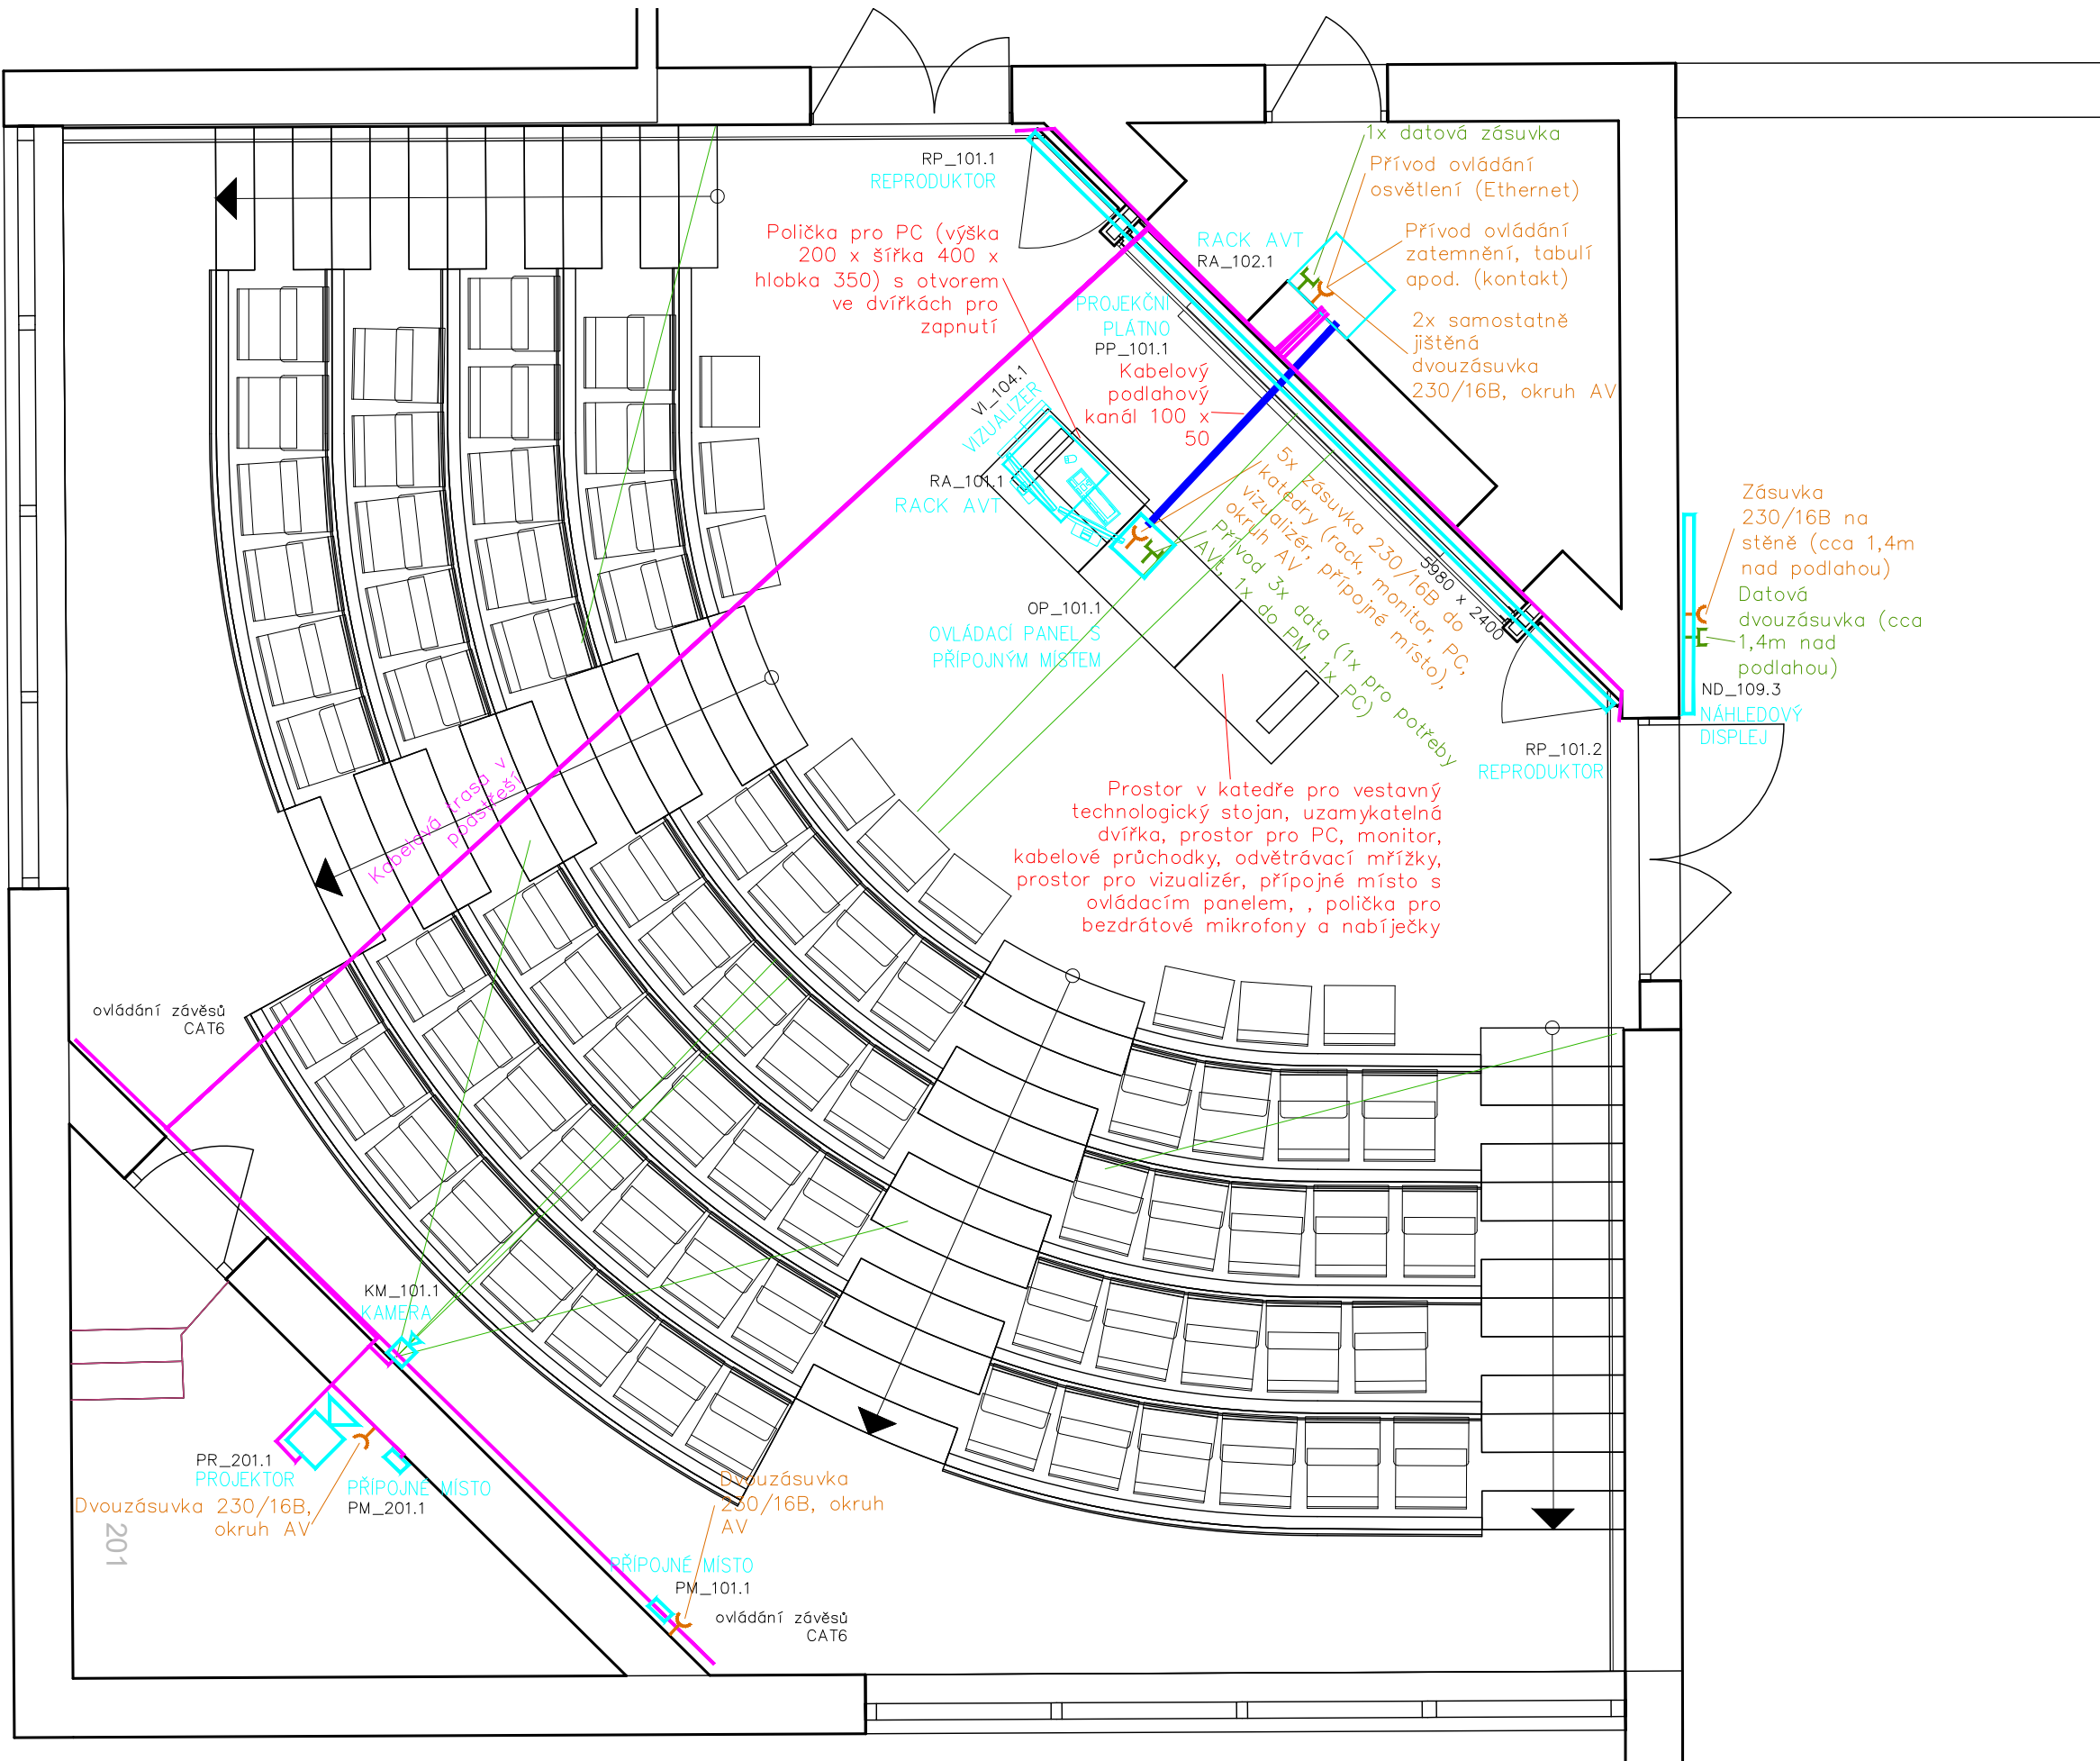 1x datová zásuvka
Přívod ovládání
osvětlení (Ethernet)
Přívod ovládání
zatemnění, tabulí
apod. (kontakt)
2x samostatně
jištěná
dvouzásuvka
230/16B, okruh AV
RP_101.1
REPRODUKTOR
Polička pro PC (výška
200 x šířka 400 x
hlobka 350) s otvorem
ve dvířkách pro
zapnutí
RACK AVT
RA_102.1
PROJEKČNÍ
PLÁTNO
PP_101.1
Kabelový
podlahový
kanál 100 x
50
VI_104.1
VIZUALIZÉR
RA_101.1
RACK AVT
5x zásuvka 230/16B do
katedry (rack, monitor, PC,
vizualizér, přípojné místo),
okruh AV
Přívod 3x data (1x pro potřeby
AVt, 1x do PM, 1x PC)
5980 x 2400
OP_101.1
OVLÁDACÍ PANEL S
PŘÍPOJNÝM MÍSTEM
Zásuvka
230/16B na
stěně (cca 1,4m
nad podlahou)
Datová
dvouzásuvka (cca
1,4m nad
podlahou)
ND_109.3
NÁHLEDOVÝ
DISPLEJ
RP_101.2
REPRODUKTOR
Prostor v katedře pro vestavný
technologický stojan, uzamykatelná
dvířka, prostor pro PC, monitor,
kabelové průchodky, odvětrávací mřížky,
prostor pro vizualizér, přípojné místo s
ovládacím panelem, , polička pro
bezdrátové mikrofony a nabíječky
Kabelová trasa v
podstřeší
ovládání závěsů
CAT6
KM_101.1
KAMERA
PR_201.1
PROJEKTOR
PŘÍPOJNÉ MÍSTO
PM_201.1
Dvouzásuvka 230/16B,
okruh AV
201
Dvouzásuvka
230/16B, okruh
AV
PŘÍPOJNÉ MÍSTO
PM_101.1
ovládání závěsů
CAT6